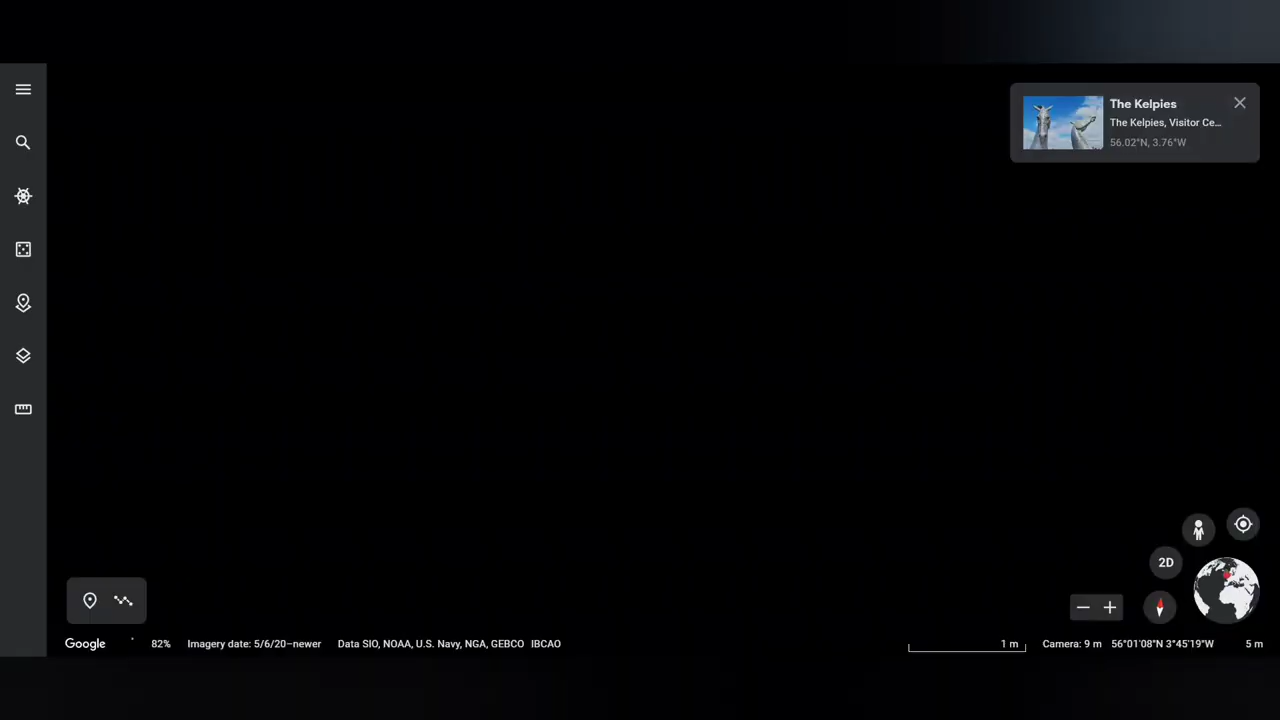 The Kelpies
The Kelpies, Visitor Ce...
56.02°N, 3.76°W
2D
Google
82%
Imagery date: 5/6/20–newer
Data SIO, NOAA, U.S. Navy, NGA, GEBCO IBCAO
1 m
Camera: 9 m
56°01'08"N 3°45'19"W
5 m